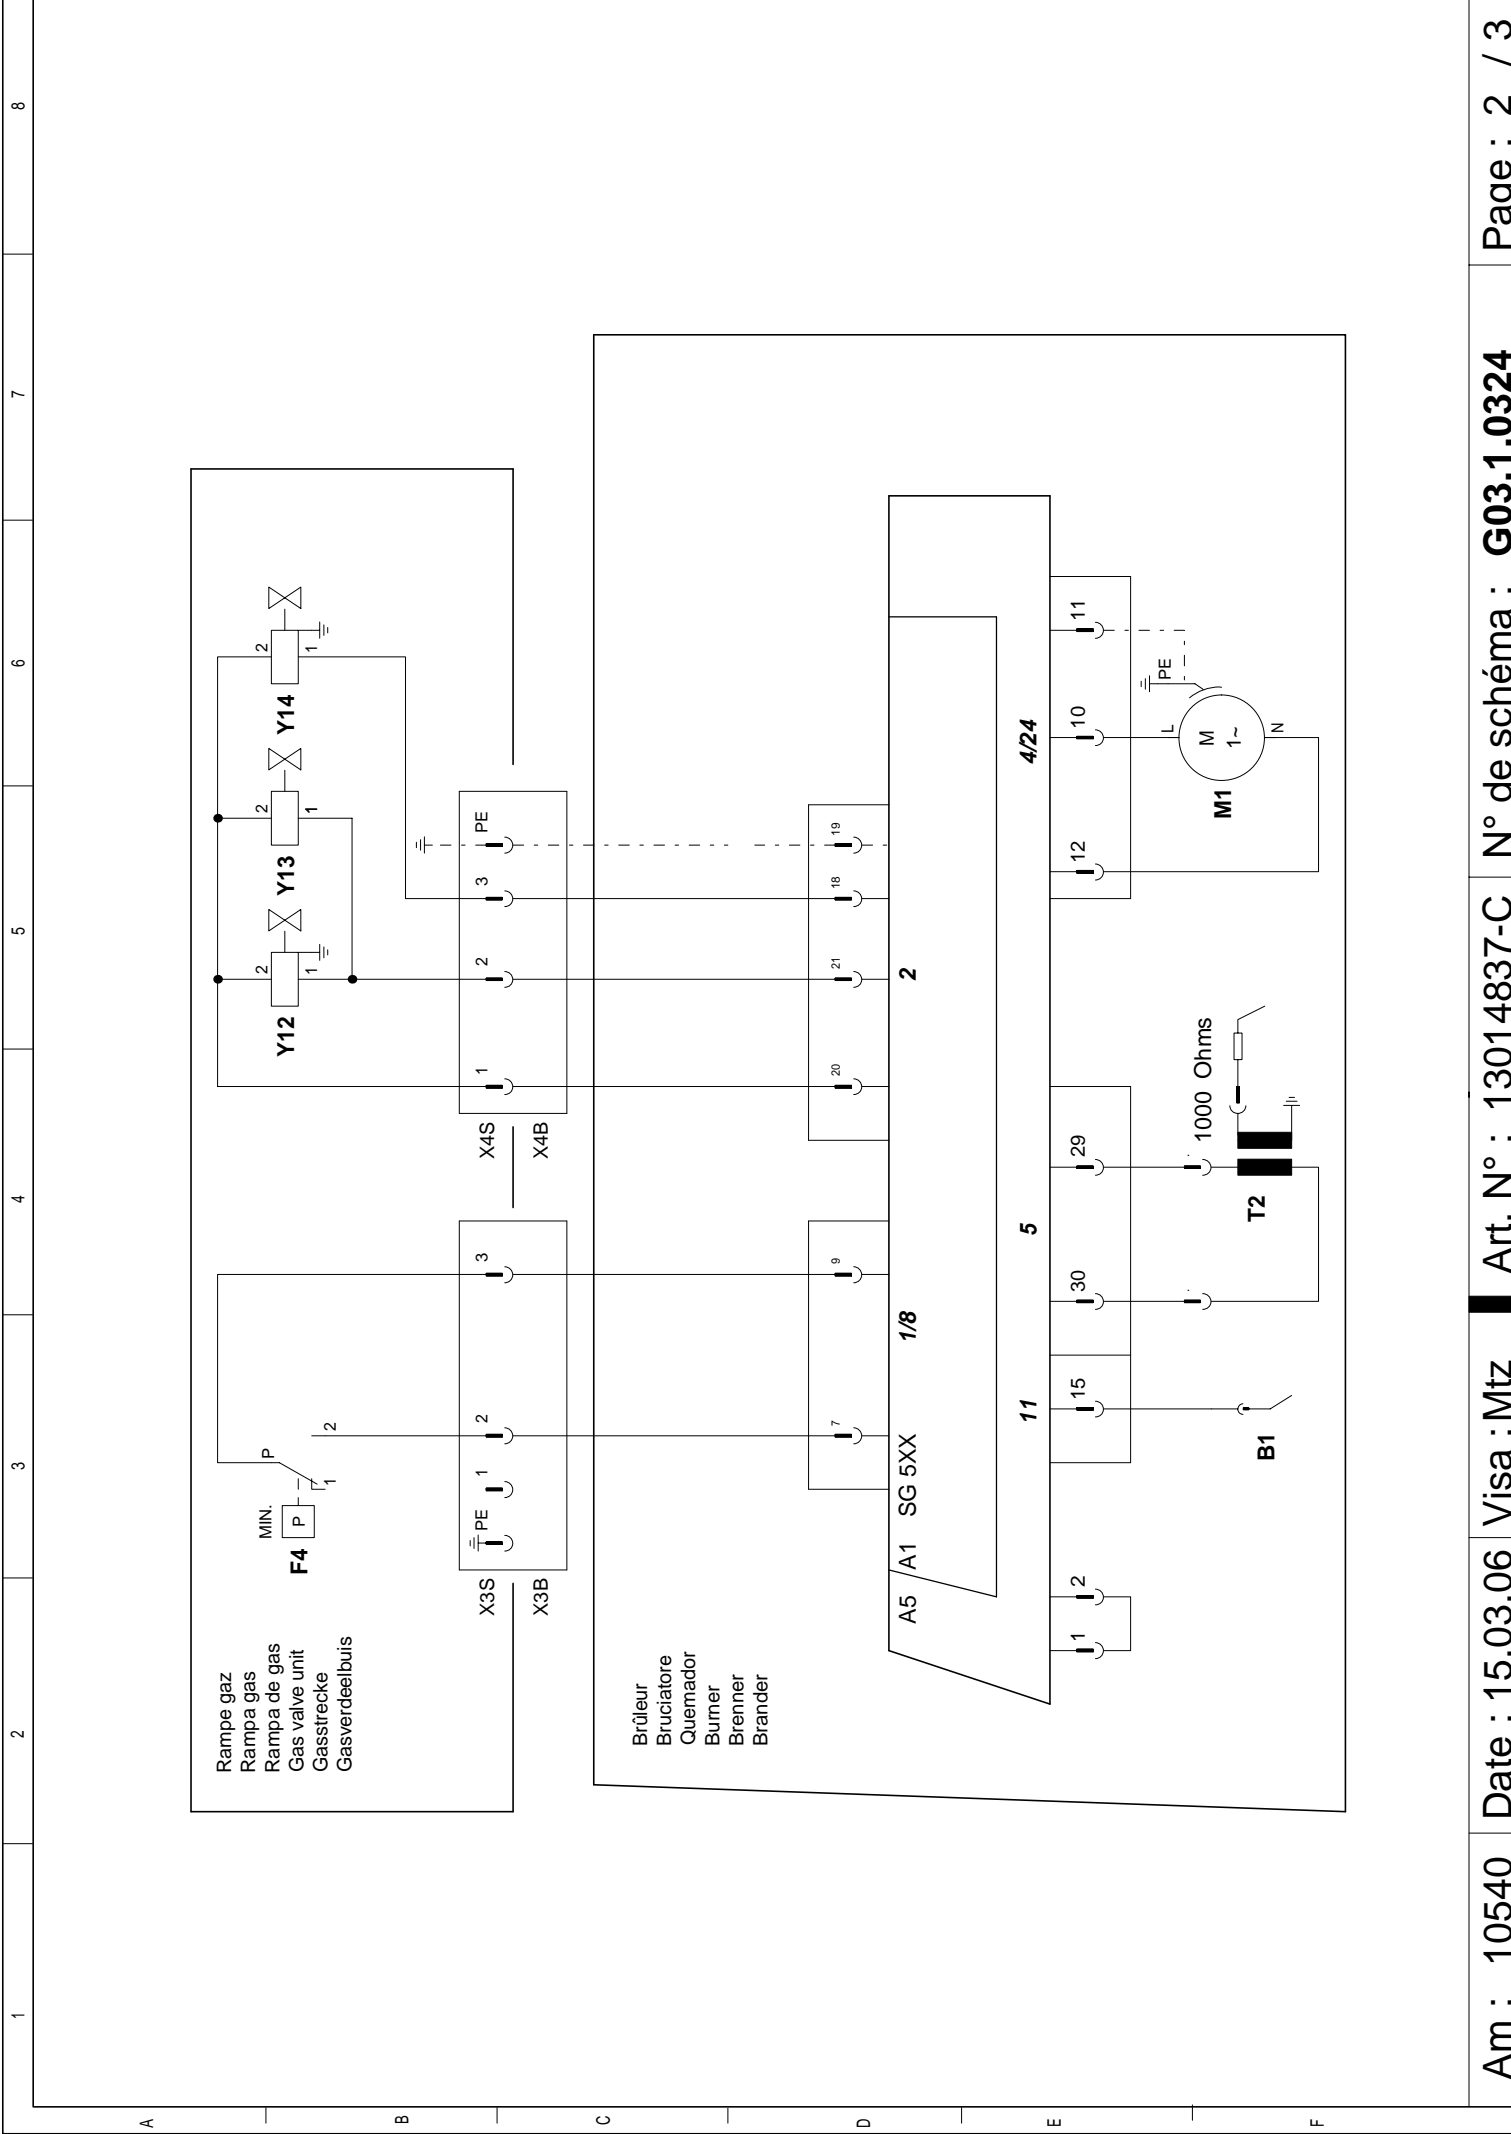 1 2 3 4 5 6 7 8
A
B
C
D
E
F
Rampe gaz
Rampa gas
Rampa de gas
Gas valve unit
Gasstrecke
Gasverdeelbuis
MIN.
P
P
F4
1
2
2
1
Y12
2
1
Y13
2
1
Y14
X3S
X3B
PE
1
2
3
X4S
X4B
1
2
3
PE
Brûleur
Bruciatore
Quemador
Burner
Brenner
Brander
7
9
20
21
18
19
A5
A1
SG 5XX
1/8
2
11
5
4/24
1
2
15
30
29
12
10
11
B1
T2
1000 Ohms
M1
M
1~
L
N
PE
Am : 10540 Date : 15.03.06 Visa : Mtz Art. N° : 13014837-C N° de schéma : G03.1.0324 Page : 2 / 3